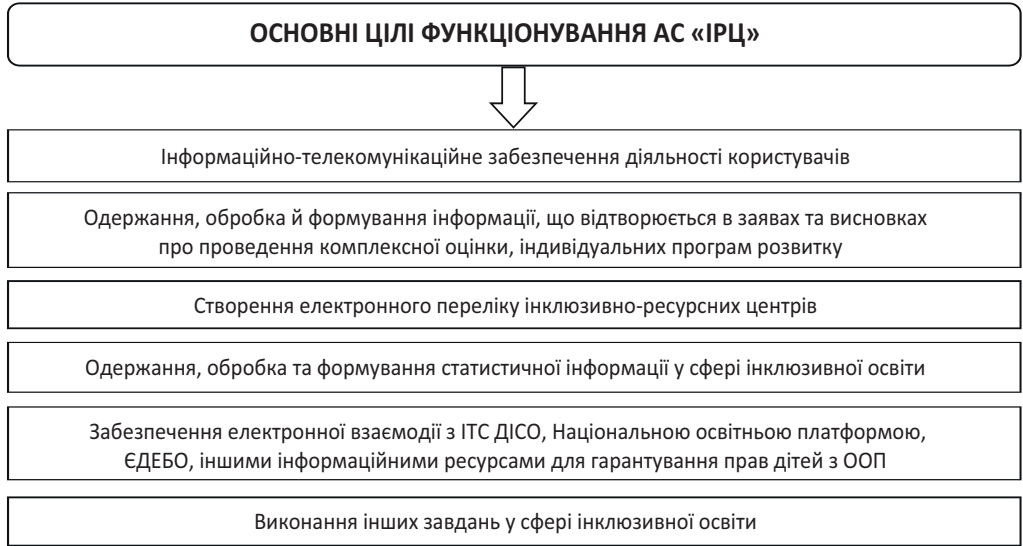 ОСНОВНІ ЦІЛІ ФУНКЦІОНУВАННЯ АС «ІРЦ»
Інформаційно-телекомунікаційне забезпечення діяльності користувачів
Одержання, обробка й формування інформації, що відтворюється в заявах та висновках
про проведення комплексної оцінки, індивідуальних програм розвитку
Створення електронного переліку інклюзивно-ресурсних центрів
Одержання, обробка та формування статистичної інформації у сфері інклюзивної освіти
Забезпечення електронної взаємодії з ІТС ДІСО, Національною освітньою платформою,
ЄДЕБО, іншими інформаційними ресурсами для гарантування прав дітей з ООП
Виконання інших завдань у сфері інклюзивної освіти